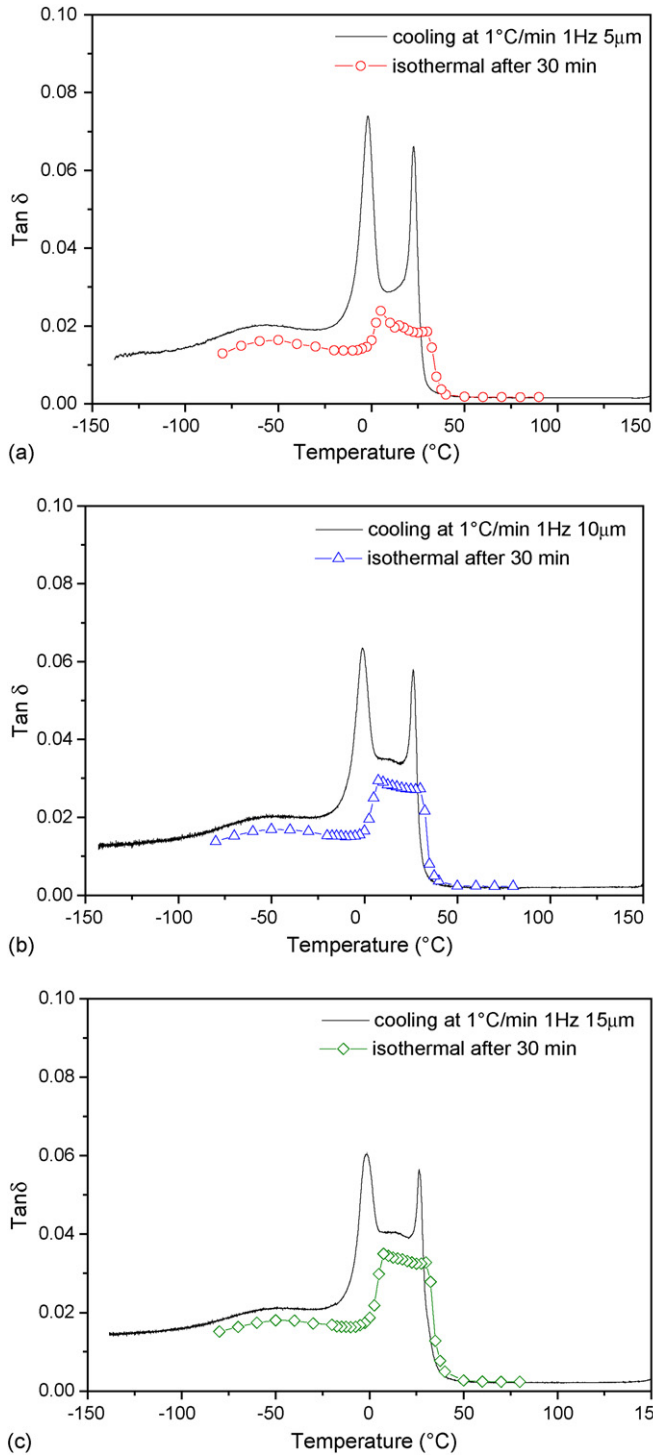 0.10
cooling at 1°C/min 1Hz 5μm
isothermal after 30 min
0.08
0.06
Tan δ
0.04
0.02
0.00
-150 -100 -50 0 50 100 150
(a) Temperature (°C)
0.10
cooling at 1°C/min 1Hz 10μm
isothermal after 30 min
0.08
0.06
Tan δ
0.04
0.02
0.00
-150 -100 -50 0 50 100 150
(b) Temperature (°C)
0.10
cooling at 1°C/min 1Hz 15μm
isothermal after 30 min
0.08
0.06
Tanδ
0.04
0.02
0.00
-150 -100 -50 0 50 100 150
(c) Temperature (°C)